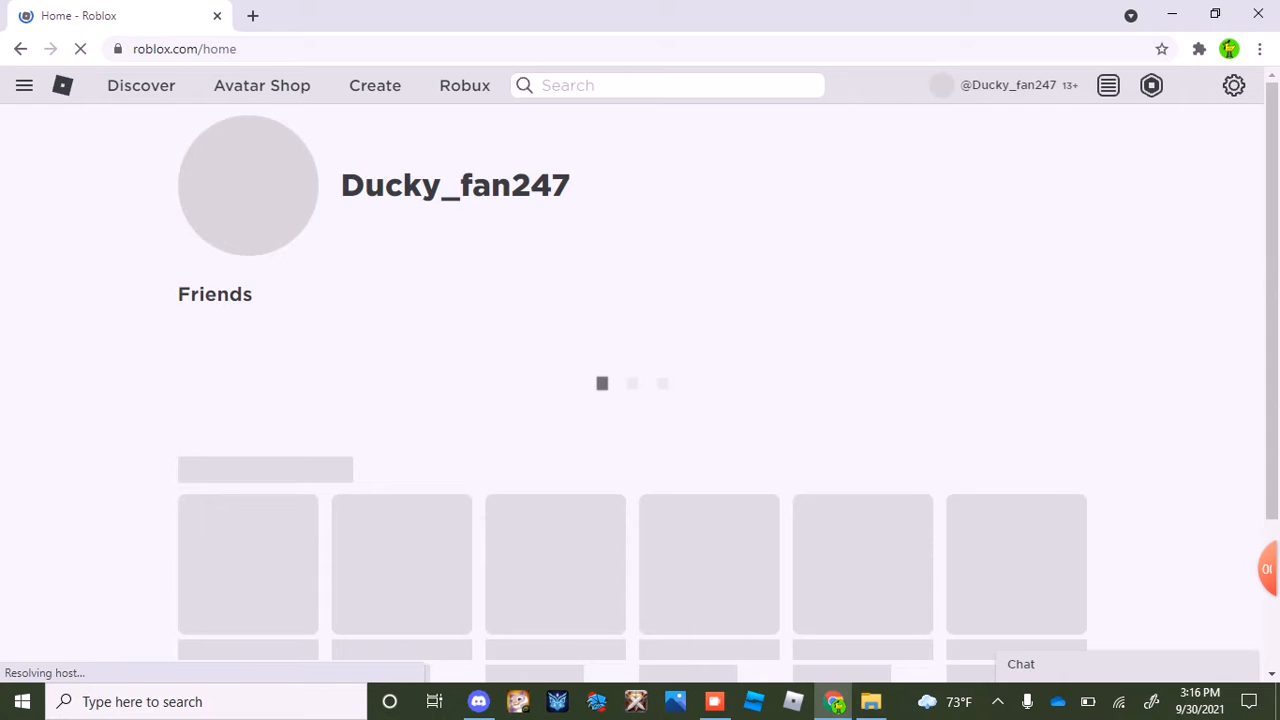 Home - Roblox
roblox.com/home
Discover
Avatar Shop
Create
Robux
Search
@Ducky_fan247 13+
Ducky_fan247
Friends
00
Chat
Resolving host...
Type here to search
73°F
3:16 PM
9/30/2021